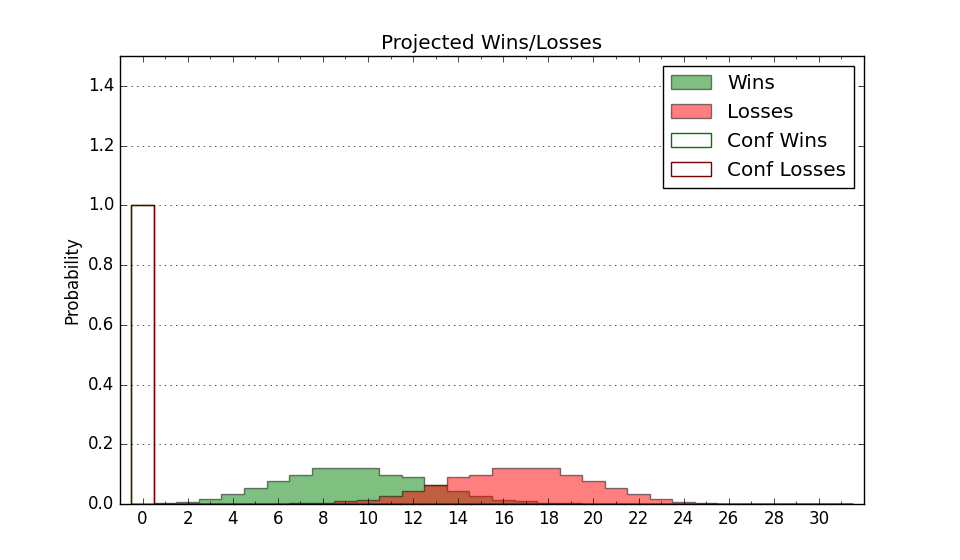 Projected Wins/Losses
1.4
1.2
1.0
0.8
0.6
0.4
0.2
0.0
Probability
Wins
Losses
Conf Wins
Conf Losses
0 2 4 6 8 10 12 14 16 18 20 22 24 26 28 30